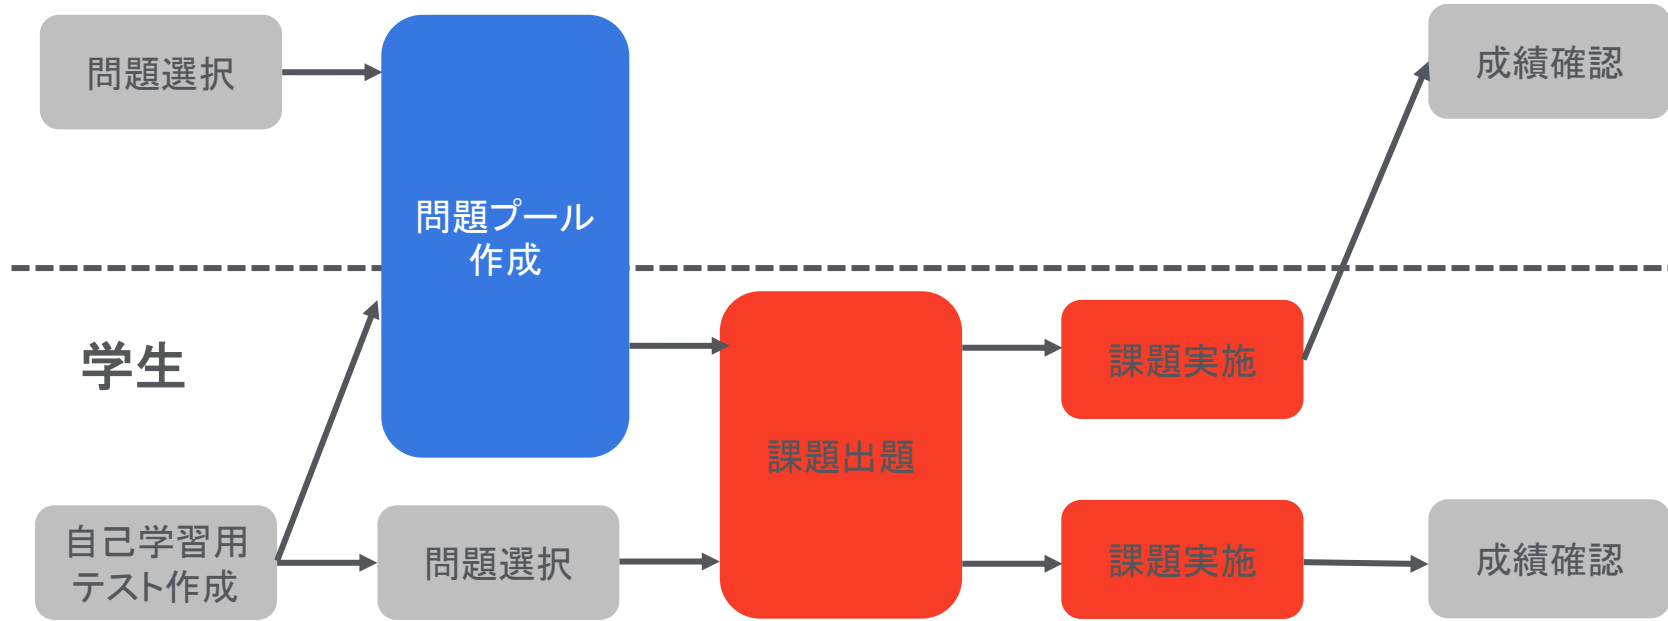 問題選択
成績確認
問題プール
作成
学生
課題実施
課題出題
自己学習用
テスト作成
問題選択
課題実施
成績確認